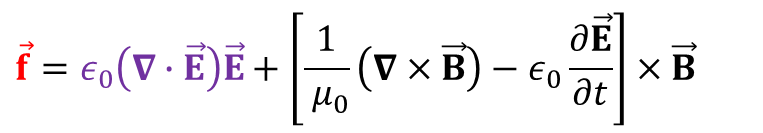 f⃗ = ϵ₀(∇ · E⃗)E⃗ + [1/μ₀ (∇ × B⃗) − ϵ₀ ∂E⃗/∂t] × B⃗